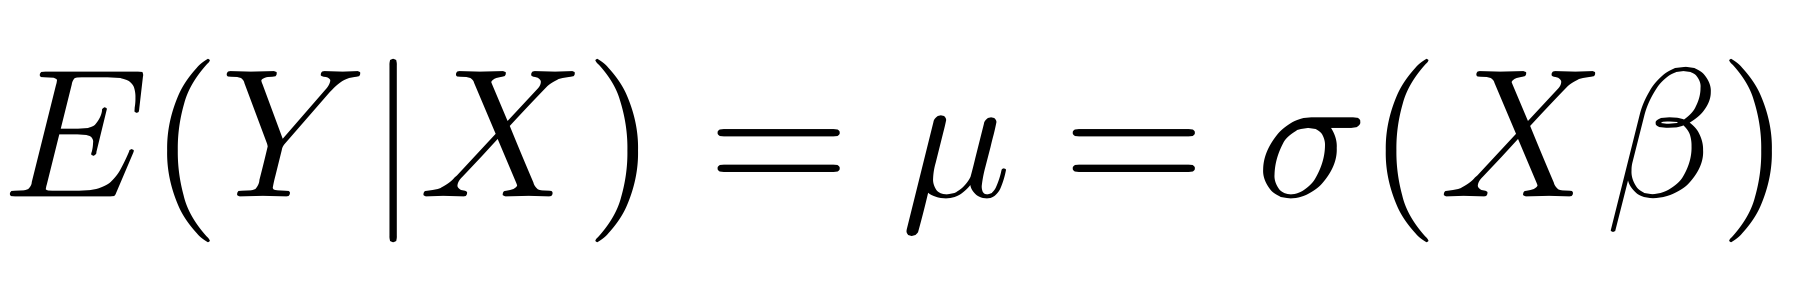 E(Y|X) = μ = σ(Xβ)